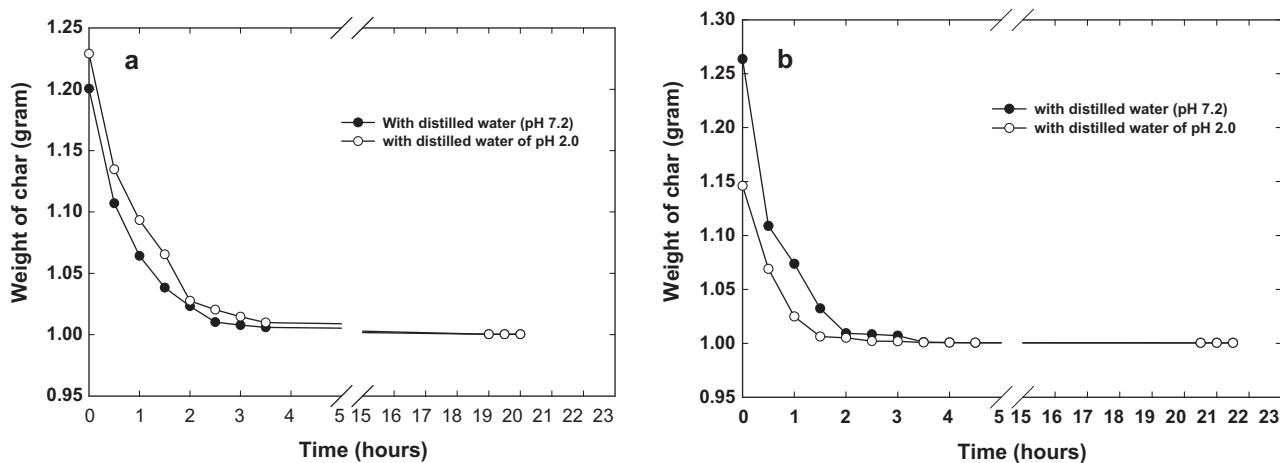 a
Weight of char (gram)
1.25
1.20
1.15
1.10
1.05
1.00
0.95
With distilled water (pH 7.2)
with distilled water of pH 2.0
0 1 2 3 4 5 15 16 17 18 19 20 21 22 23
Time (hours)
b
Weight of char (gram)
1.30
1.25
1.20
1.15
1.10
1.05
1.00
0.95
with distilled water (pH 7.2)
with distilled water of pH 2.0
0 1 2 3 4 5 15 16 17 18 19 20 21 22 23
Time (hours)